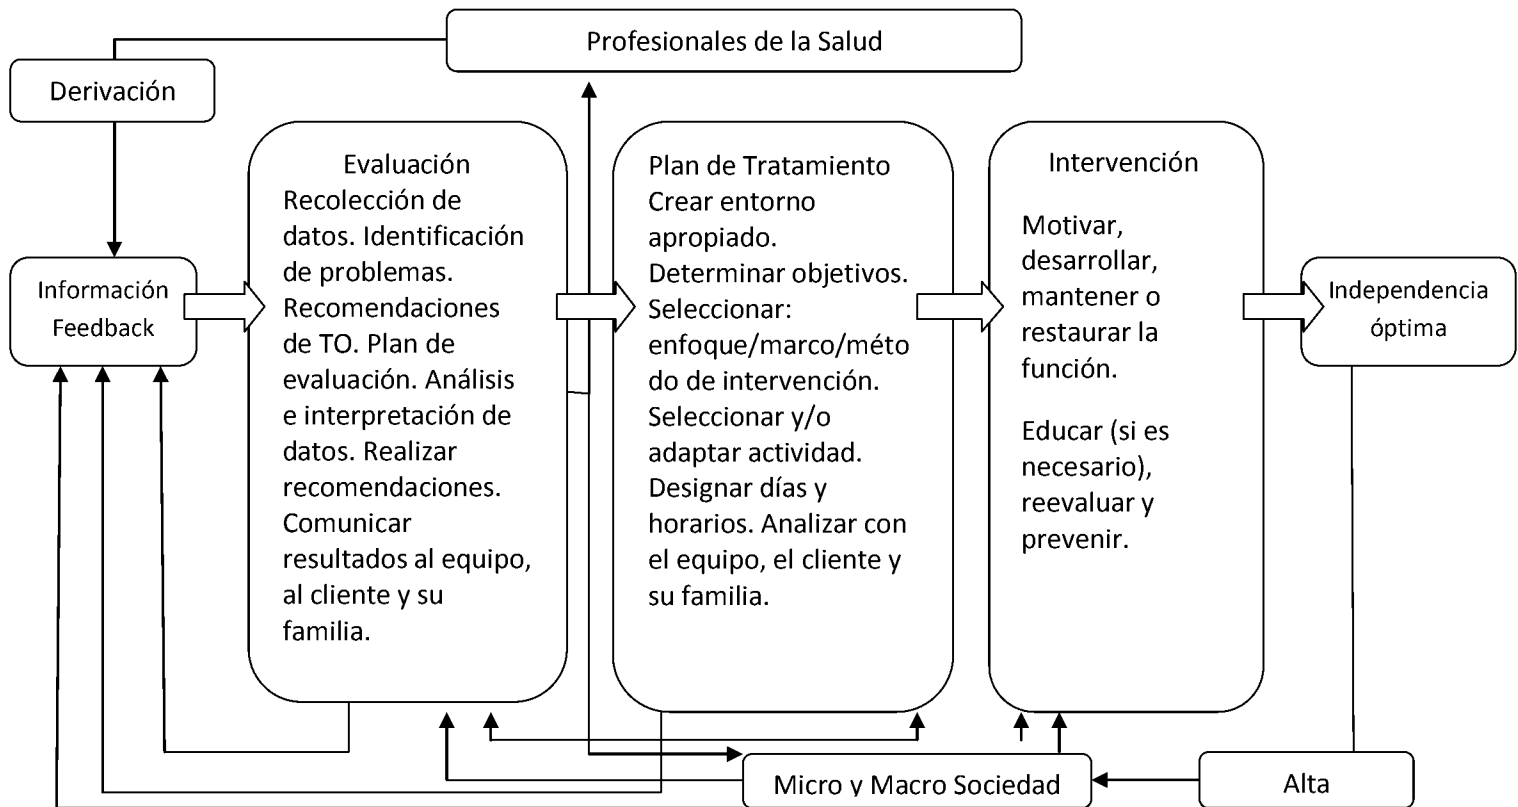 Profesionales de la Salud
Derivación
Información
Feedback
Evaluación
Recolección de
datos. Identificación
de problemas.
Recomendaciones
de TO. Plan de
evaluación. Análisis
e interpretación de
datos. Realizar
recomendaciones.
Comunicar
resultados al equipo,
al cliente y su
familia.
Plan de Tratamiento
Crear entorno
apropiado.
Determinar objetivos.
Seleccionar:
enfoque/marco/méto
do de intervención.
Seleccionar y/o
adaptar actividad.
Designar días y
horarios. Analizar con
el equipo, el cliente y
su familia.
Intervención
Motivar,
desarrollar,
mantener o
restaurar la
función.
Educar (si es
necesario),
reevaluar y
prevenir.
Independencia
óptima
Micro y Macro Sociedad
Alta